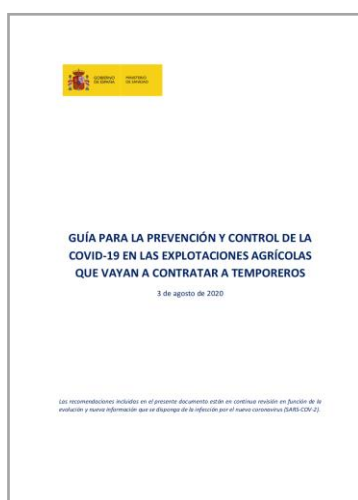 GOBIERNO
DE ESPAÑA
MINISTERIO
DE SANIDAD
GUÍA PARA LA PREVENCIÓN Y CONTROL DE LA
COVID-19 EN LAS EXPLOTACIONES AGRÍCOLAS
QUE VAYAN A CONTRATAR A TEMPOREROS
3 de agosto de 2020
Las recomendaciones incluidas en el presente documento están en continua revisión en función de la
evolución y nueva información que se disponga de la infección por el nuevo coronavirus (SARS-COV-2).